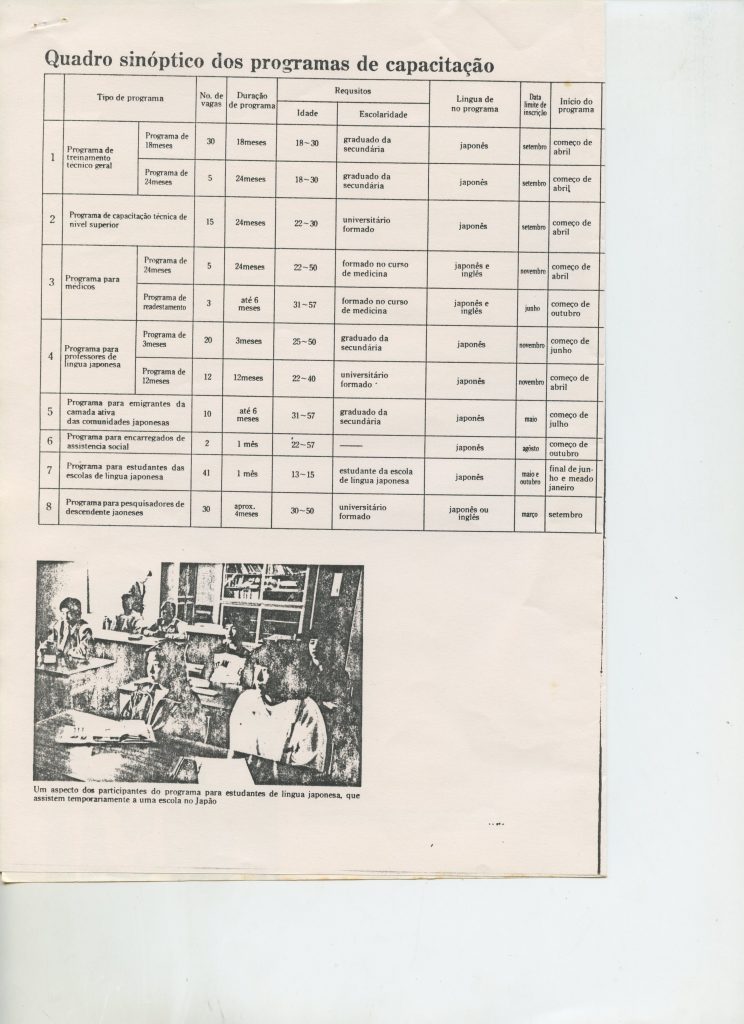 Quadro sinóptico dos programas de capacitação
Tipo de programa
No. de
vagas
Duração
de programa
Requsitos
Idade
Escolaridade
Lingua de
no programa
Data
limite de
inscrição
Início do
programa
1
Programa de
treinamento
tecnico geral
Programa de
18meses
30
18meses
18~30
graduado da
secundária
japonês
setembro
começo de
abril
Programa de
24meses
5
24meses
18~30
graduado da
secundária
japonês
setembro
começo de
abril
2
Programa de capacitação técnica de
nivel superior
15
24meses
22~30
universitário
formado
japonês
setembro
começo de
abril
3
Programa para
médicos
Programa de
24meses
5
24meses
22~50
formado no curso
de medicina
japonês e
inglês
novembro
começo de
abril
Programa de
readestamento
3
até 6
meses
31~57
formado no curso
de medicina
japonês e
inglês
junho
começo de
outubro
4
Programa para
professores de
lingua japonesa
Programa de
3meses
20
3meses
25~50
graduado da
secundária
japonês
novembro
começo de
junho
Programa de
12meses
12
12meses
22~40
universitário
formado
japonês
novembro
começo de
abril
5
Programa para emigrantes da
camada ativa
das comunidades japonesas
10
até 6
meses
31~57
graduado da
secundária
japonês
maio
começo de
julho
6
Programa para encarregados de
assistencia social
2
1 mês
22~57
——
japonês
agôsto
começo de
outubro
7
Programa para estudantes das
escolas de lingua japonesa
41
1 mês
13~15
estudante da escola
de lingua japonesa
japonês
maio e
outubro
final de jun-
ho e meado
janeiro
8
Programa para pesquisadores de
descendente jaoneses
30
aprox.
4meses
30~50
universitário
formado
japonês ou
inglês
março
setembro
Um aspecto dos participantes do programa para estudantes de lingua japonesa, que
assistem temporariamente a uma escola no Japão